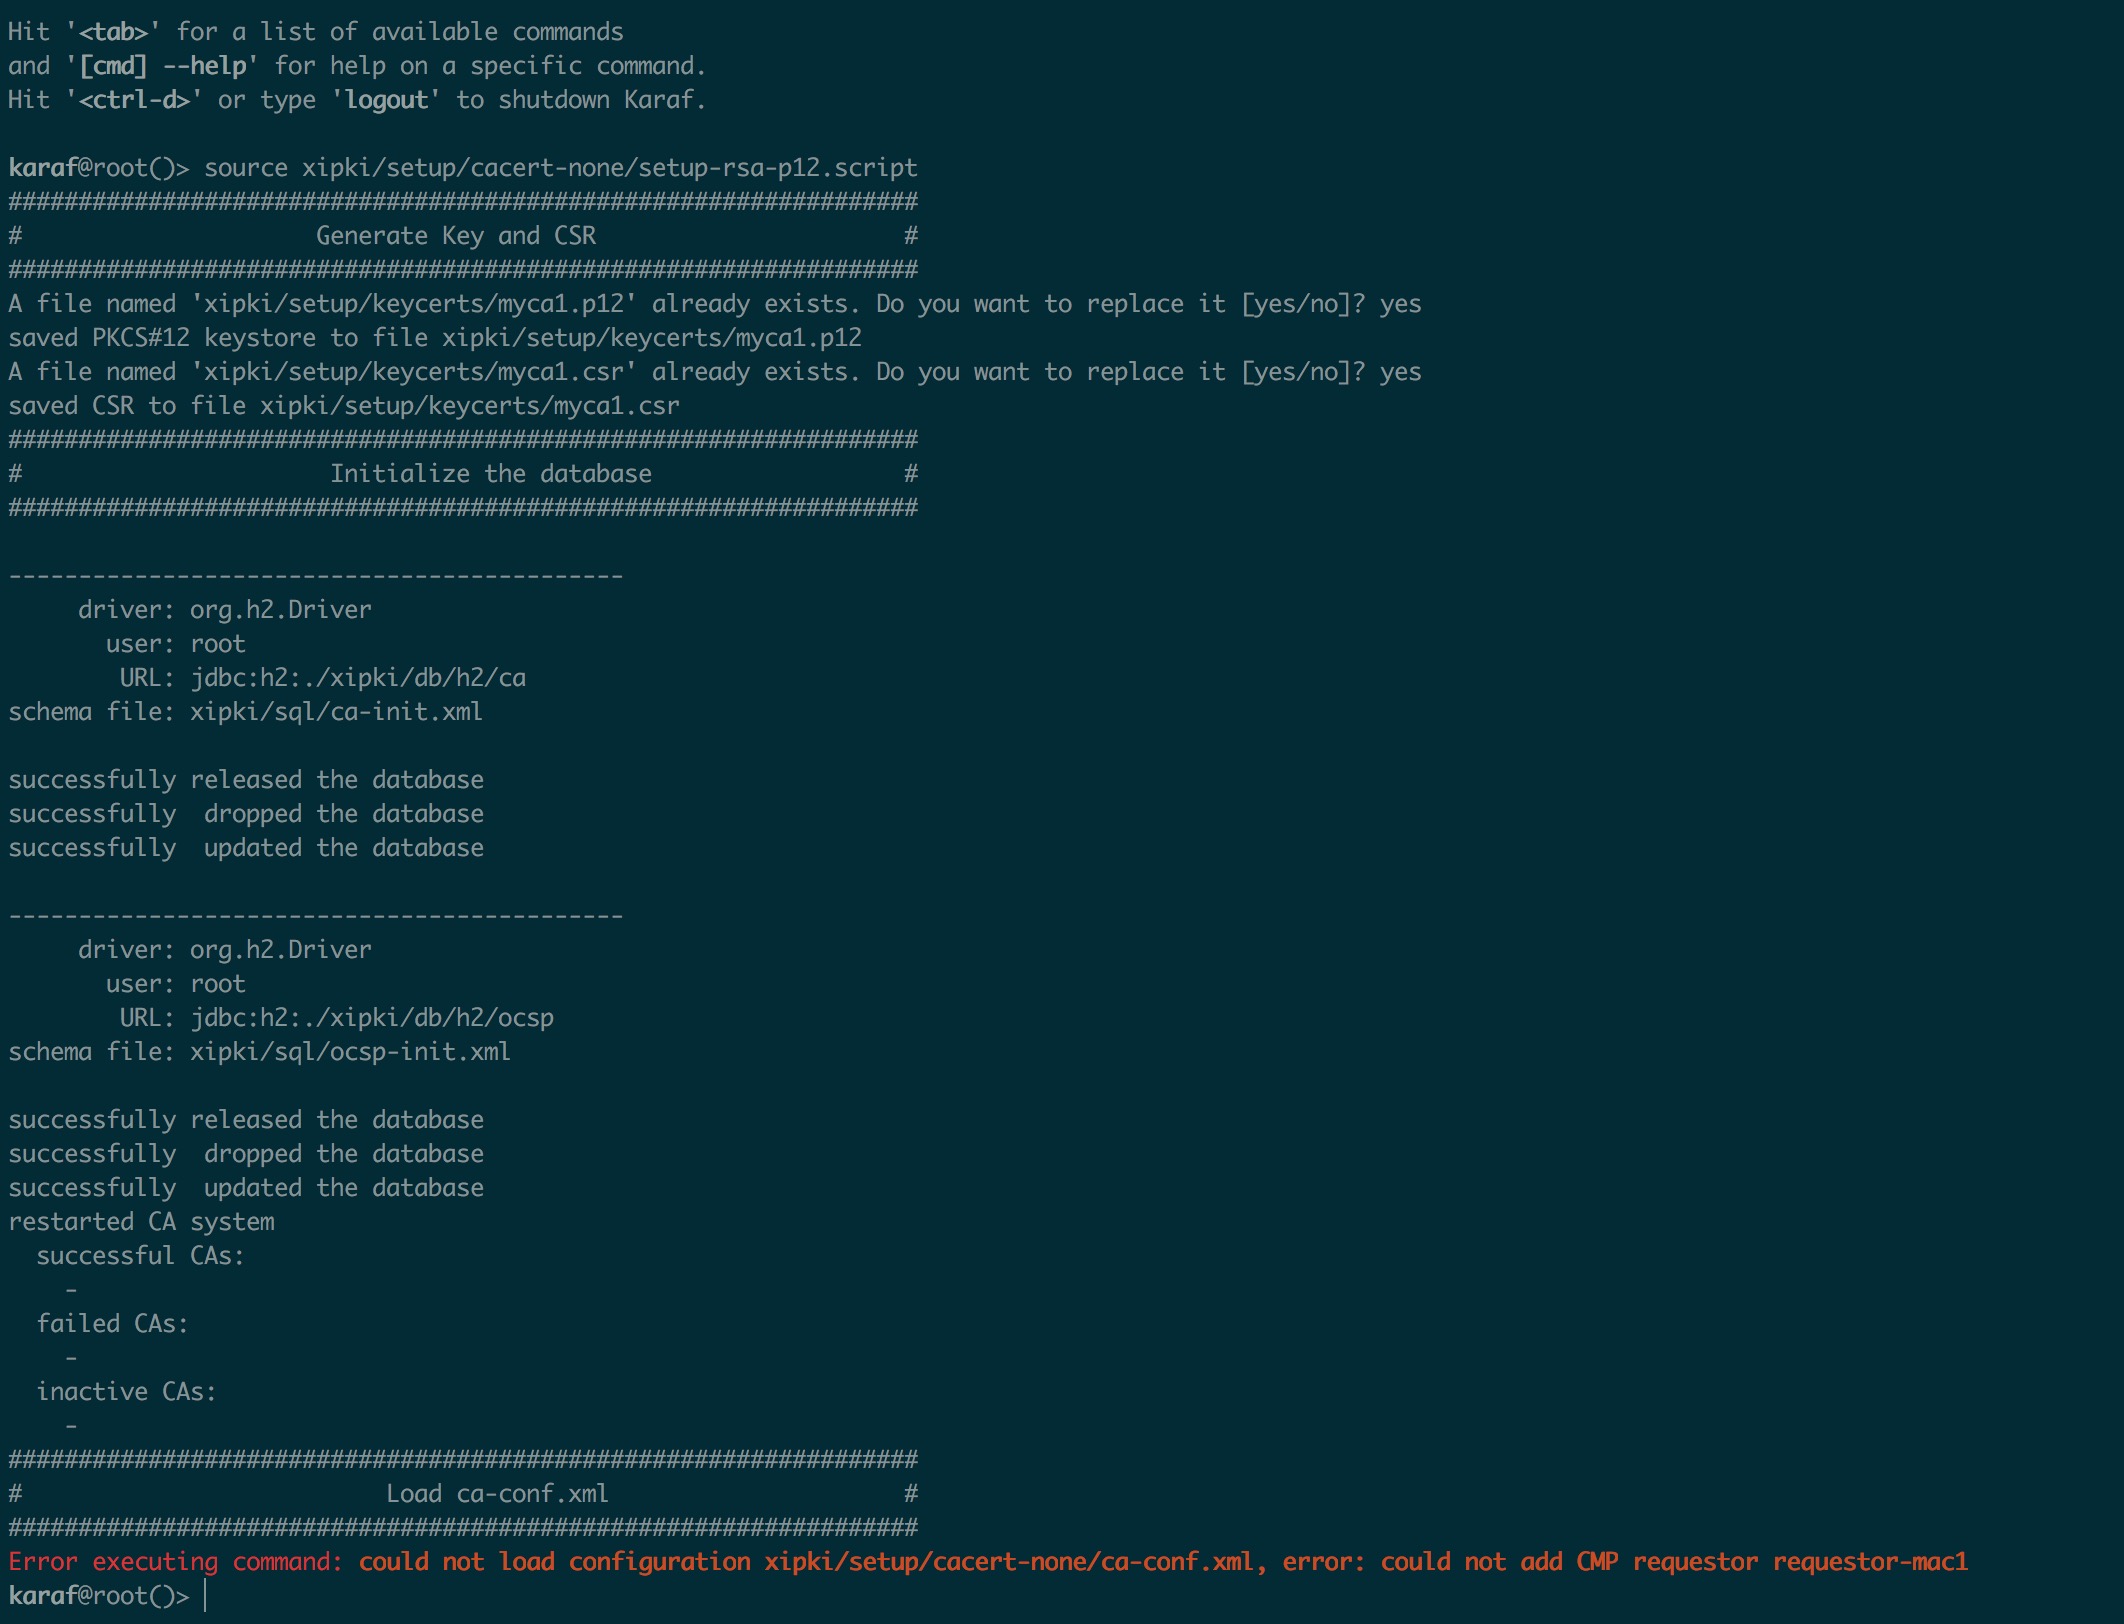 Hit '<tab>' for a list of available commands
and '[cmd] --help' for help on a specific command.
Hit '<ctrl-d>' or type 'logout' to shutdown Karaf.
karaf@root()> source xipki/setup/cacert-none/setup-rsa-p12.script
#################################################################
#                     Generate Key and CSR                      #
#################################################################
A file named 'xipki/setup/keycerts/myca1.p12' already exists. Do you want to replace it [yes/no]? yes
saved PKCS#12 keystore to file xipki/setup/keycerts/myca1.p12
A file named 'xipki/setup/keycerts/myca1.csr' already exists. Do you want to replace it [yes/no]? yes
saved CSR to file xipki/setup/keycerts/myca1.csr
#################################################################
#                      Initialize the database                  #
#################################################################
--------------------------------------------
     driver: org.h2.Driver
       user: root
        URL: jdbc:h2:./xipki/db/h2/ca
schema file: xipki/sql/ca-init.xml
successfully released the database
successfully  dropped the database
successfully  updated the database
--------------------------------------------
     driver: org.h2.Driver
       user: root
        URL: jdbc:h2:./xipki/db/h2/ocsp
schema file: xipki/sql/ocsp-init.xml
successfully released the database
successfully  dropped the database
successfully  updated the database
restarted CA system
  successful CAs:
    -
  failed CAs:
    -
  inactive CAs:
    -
#################################################################
#                          Load ca-conf.xml                     #
#################################################################
Error executing command: could not load configuration xipki/setup/cacert-none/ca-conf.xml, error: could not add CMP requestor requestor-mac1
karaf@root()>